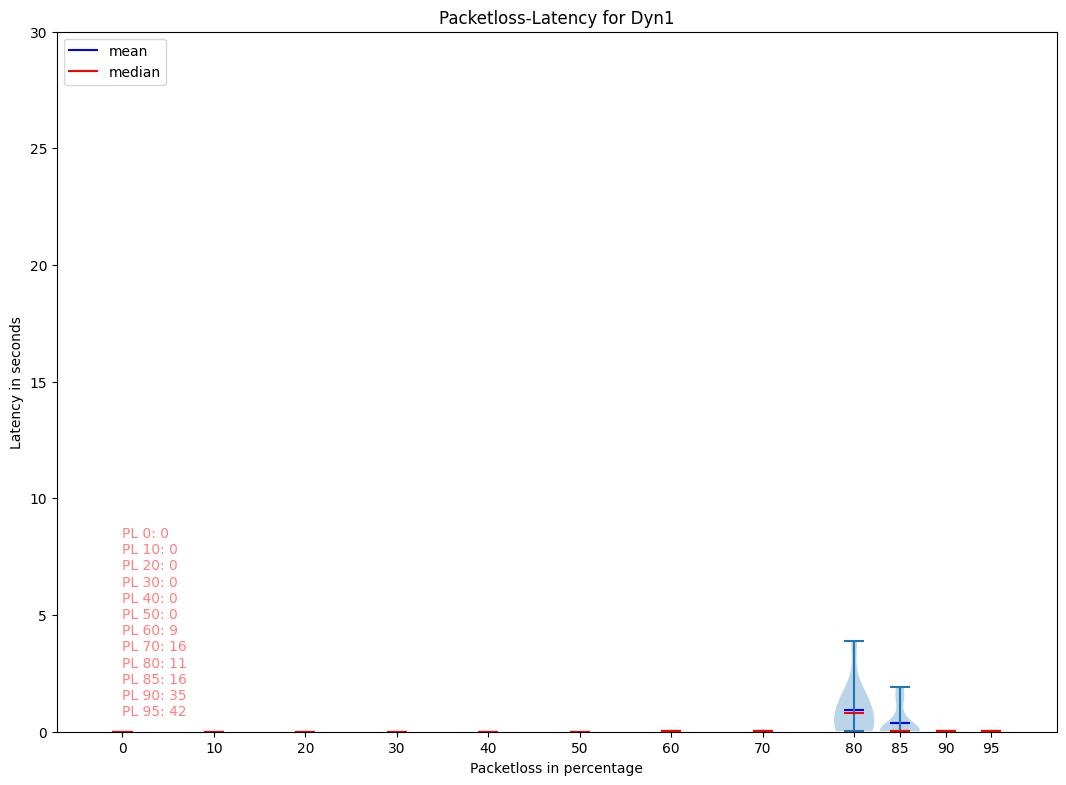 Packetloss-Latency for Dyn1
mean
median
30
25
20
15
10
5
0
Latency in seconds
PL 0: 0
PL 10: 0
PL 20: 0
PL 30: 0
PL 40: 0
PL 50: 0
PL 60: 9
PL 70: 16
PL 80: 11
PL 85: 16
PL 90: 35
PL 95: 42
0 10 20 30 40 50 60 70 80 85 90 95
Packetloss in percentage